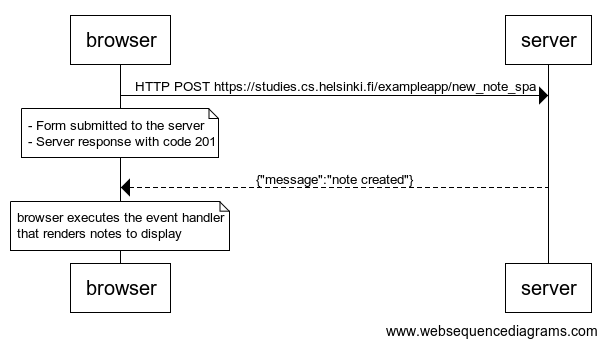 browser
server
HTTP POST https://studies.cs.helsinki.fi/exampleapp/new_note_spa
- Form submitted to the server
- Server response with code 201
{"message":"note created"}
browser executes the event handler
that renders notes to display
browser
server
www.websequencediagrams.com